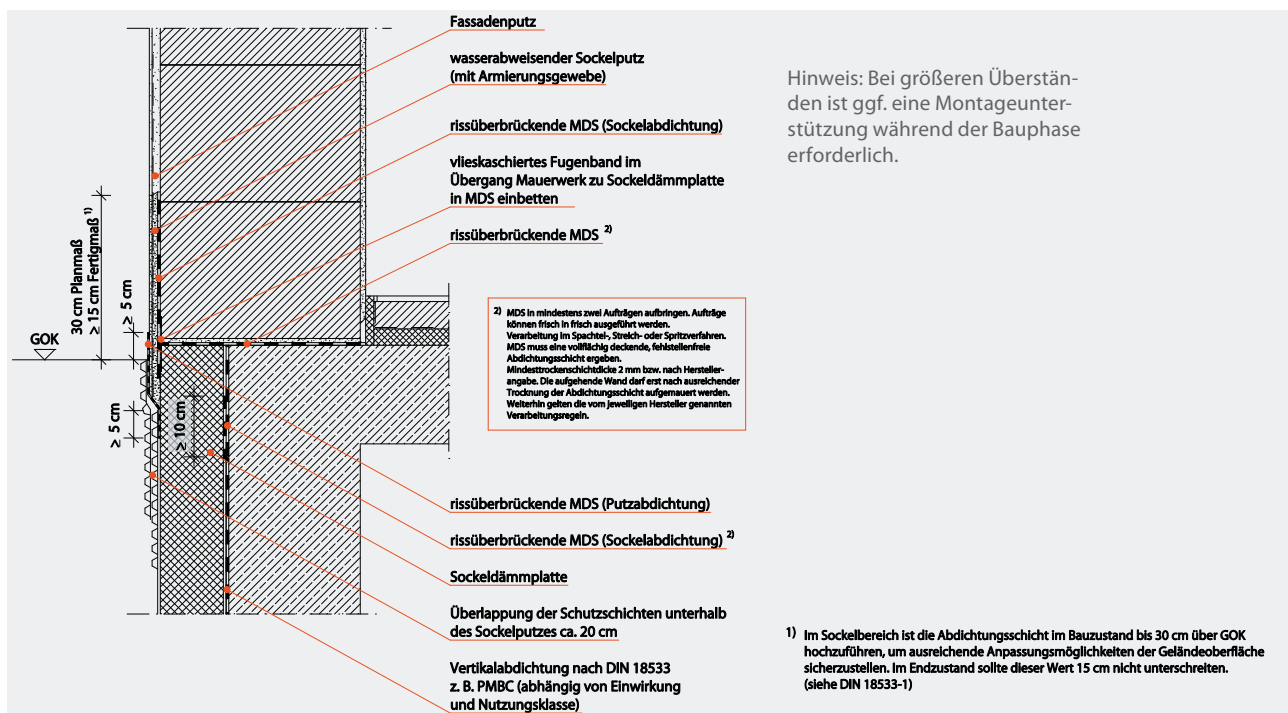 Fassadenputz
wasserabweisender Sockelputz
(mit Armierungsgewebe)
rissüberbrückende MDS (Sockelabdichtung)
vlieskaschiertes Fugenband im
Übergang Mauerwerk zu Sockeldämmplatte
in MDS einbetten
rissüberbrückende MDS 2)
Hinweis: Bei größeren Überstän-
den ist ggf. eine Montageunter-
stützung während der Bauphase
erforderlich.
30 cm Planmaß
≥ 15 cm Fertigmaß 1)
≥ 5 cm
GOK
≥ 5 cm
≥ 10 cm
2) MDS in mindestens zwei Aufträgen aufbringen. Aufträge
können frisch in frisch ausgeführt werden.
Verarbeitung im Spachtel-, Streich- oder Spritzverfahren.
MDS muss eine vollflächig deckende, fehlstellenfreie
Abdichtungsschicht ergeben.
Mindesttrockenschichtdicke 2 mm bzw. nach Hersteller-
angabe. Die aufgehende Wand darf erst nach ausreichender
Trocknung der Abdichtungsschicht aufgemauert werden.
Weiterhin gelten die vom jeweiligen Hersteller genannten
Verarbeitungsregeln.
rissüberbrückende MDS (Putzabdichtung)
rissüberbrückende MDS (Sockelabdichtung) 2)
Sockeldämmplatte
Überlappung der Schutzschichten unterhalb
des Sockelputzes ca. 20 cm
Vertikalabdichtung nach DIN 18533
z. B. PMBC (abhängig von Einwirkung
und Nutzungsklasse)
1) Im Sockelbereich ist die Abdichtungsschicht im Bauzustand bis 30 cm über GOK
hochzuführen, um ausreichende Anpassungsmöglichkeiten der Geländeoberfläche
sicherzustellen. Im Endzustand sollte dieser Wert 15 cm nicht unterschreiten.
(siehe DIN 18533-1)